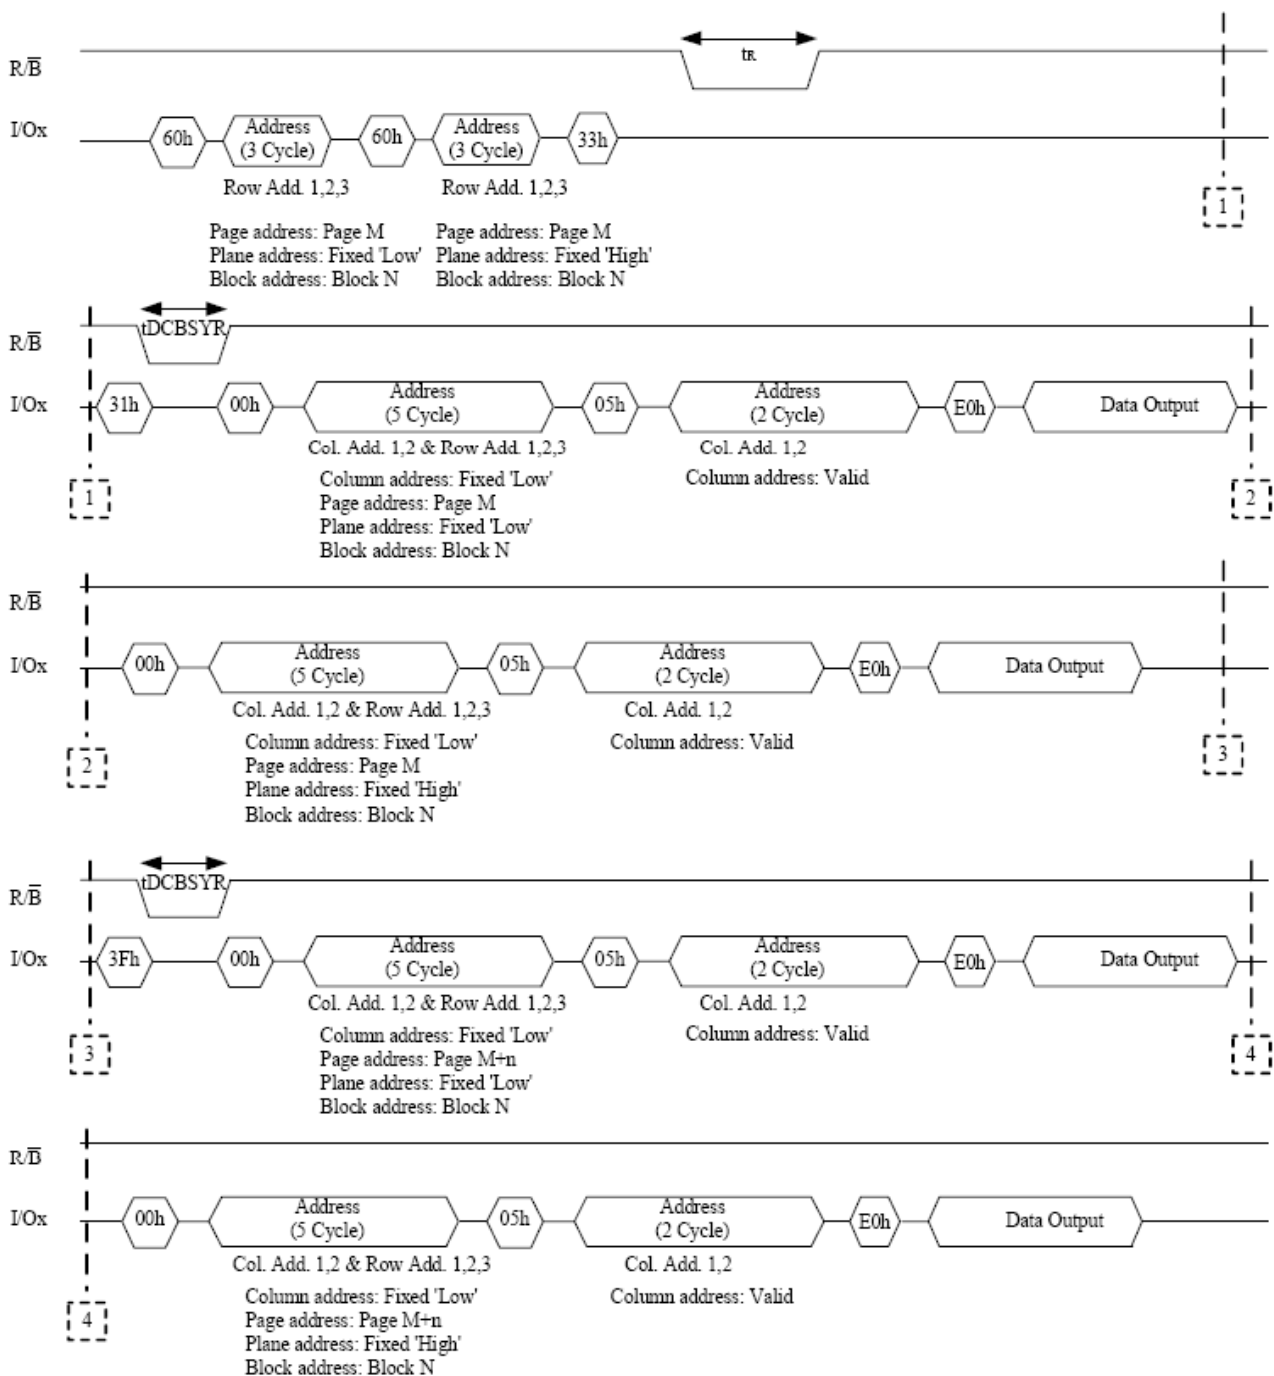 R/B̅
tR
I/Ox
60h Address (3 Cycle) 60h Address (3 Cycle) 33h
Row Add. 1,2,3 Row Add. 1,2,3
Page address: Page M Page address: Page M
Plane address: Fixed 'Low' Plane address: Fixed 'High'
Block address: Block N Block address: Block N
1
R/B̅
tDCBSYR
I/Ox
31h 00h Address (5 Cycle) 05h Address (2 Cycle) E0h Data Output
Col. Add. 1,2 & Row Add. 1,2,3 Col. Add. 1,2
Column address: Fixed 'Low' Column address: Valid
Page address: Page M
Plane address: Fixed 'Low'
Block address: Block N
1 2
R/B̅
I/Ox
00h Address (5 Cycle) 05h Address (2 Cycle) E0h Data Output
Col. Add. 1,2 & Row Add. 1,2,3 Col. Add. 1,2
Column address: Fixed 'Low' Column address: Valid
Page address: Page M
Plane address: Fixed 'High'
Block address: Block N
2 3
R/B̅
tDCBSYR
I/Ox
3Fh 00h Address (5 Cycle) 05h Address (2 Cycle) E0h Data Output
Col. Add. 1,2 & Row Add. 1,2,3 Col. Add. 1,2
Column address: Fixed 'Low' Column address: Valid
Page address: Page M+n
Plane address: Fixed 'Low'
Block address: Block N
3 4
R/B̅
I/Ox
00h Address (5 Cycle) 05h Address (2 Cycle) E0h Data Output
Col. Add. 1,2 & Row Add. 1,2,3 Col. Add. 1,2
Column address: Fixed 'Low' Column address: Valid
Page address: Page M+n
Plane address: Fixed 'High'
Block address: Block N
4